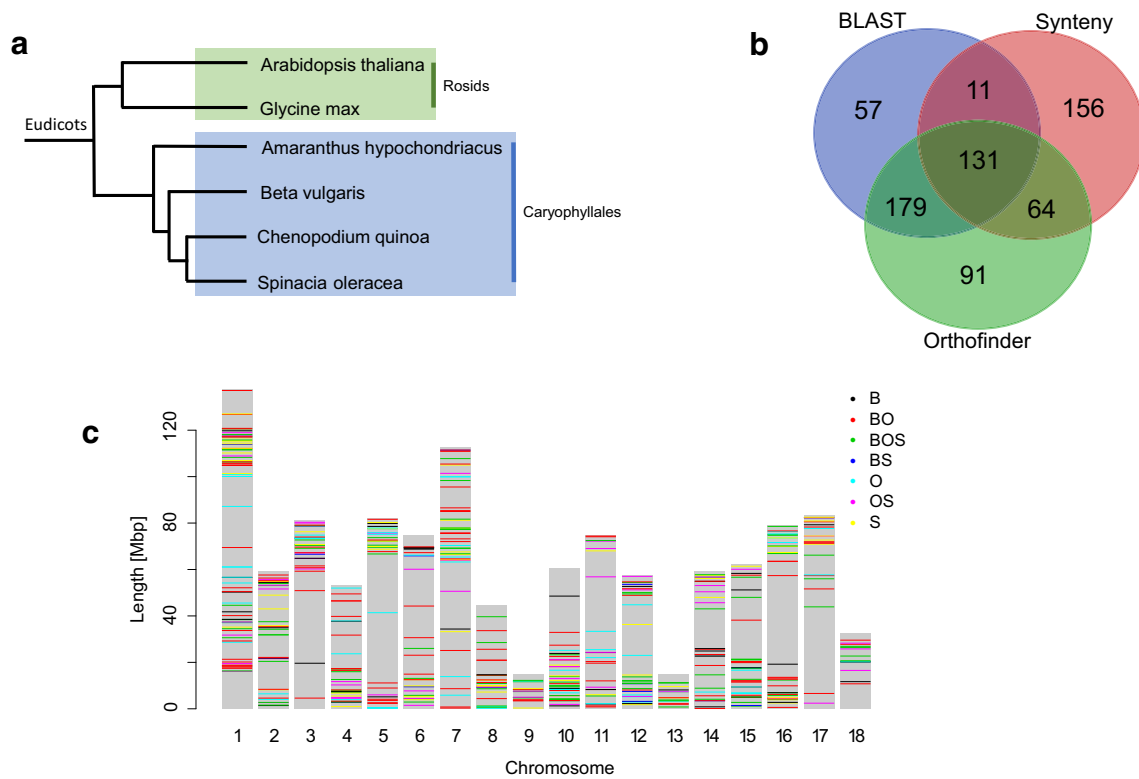 a
Eudicots
Arabidopsis thaliana
Glycine max
Rosids
Amaranthus hypochondriacus
Beta vulgaris
Chenopodium quinoa
Spinacia oleracea
Caryophyllales
b
BLAST
Synteny
57
11
156
131
179
64
91
Orthofinder
c
Length [Mbp]
120
80
40
0
1 2 3 4 5 6 7 8 9 10 11 12 13 14 15 16 17 18
Chromosome
B
BO
BOS
BS
O
OS
S